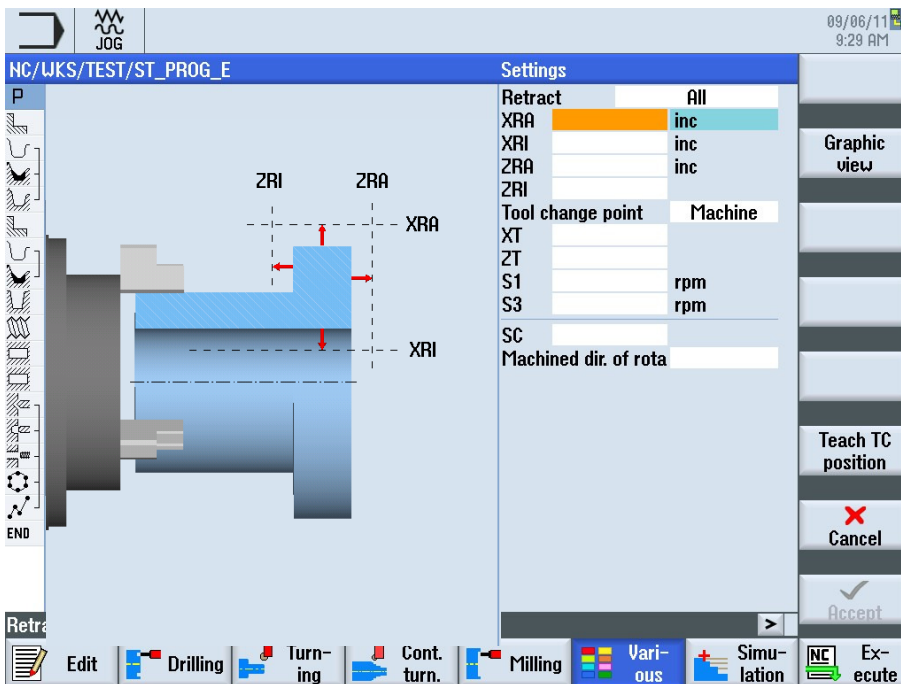 JOG
09/06/11
9:29 AM
NC/WKS/TEST/ST_PROG_E
Settings
P
END
Retra
ZRI
ZRA
XRA
XRI
Retract All
XRA inc
XRI inc
ZRA inc
ZRI
Tool change point Machine
XT
ZT
S1 rpm
S3 rpm
SC
Machined dir. of rota
>
Graphic
view
Teach TC
position
Cancel
Accept
Edit
Drilling
Turn-
ing
Cont.
turn.
Milling
Vari-
ous
Simu-
lation
NC
Ex-
ecute